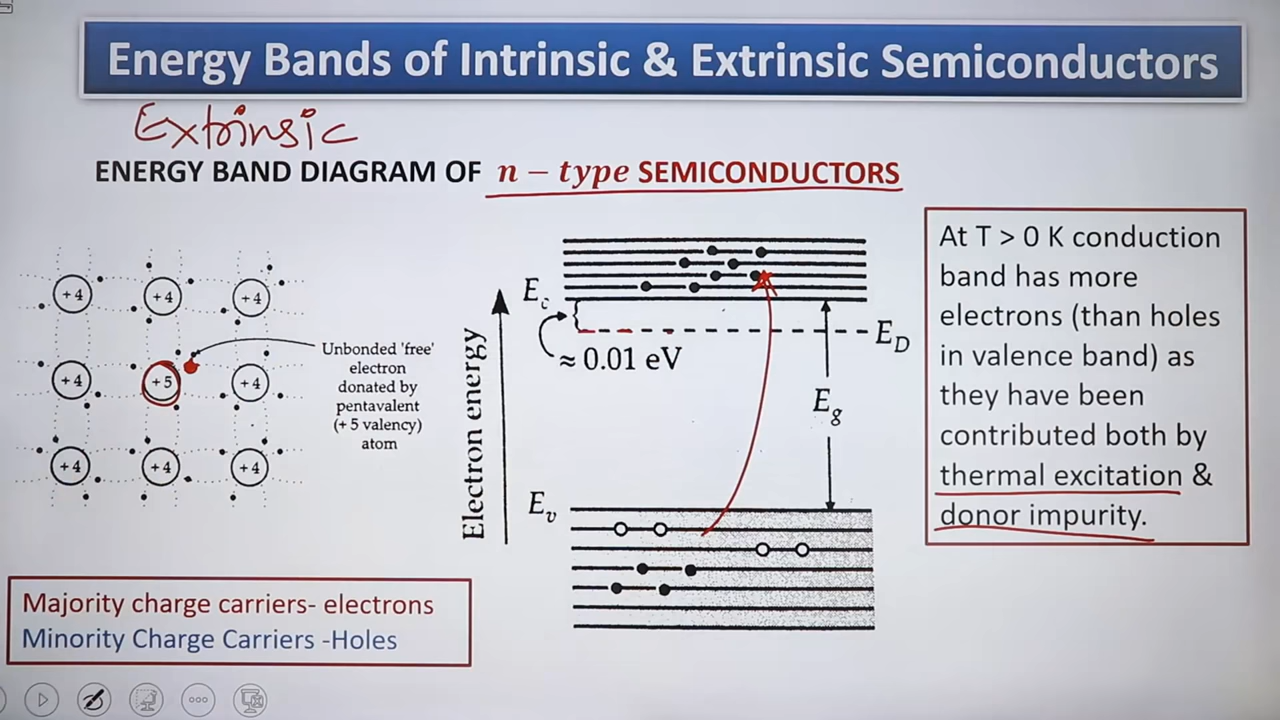 Energy Bands of Intrinsic & Extrinsic Semiconductors
Extrinsic
ENERGY BAND DIAGRAM OF n – type SEMICONDUCTORS
+4 +4 +4
+4 +5 +4
+4 +4 +4
Unbonded 'free'
electron
donated by
pentavalent
(+ 5 valency)
atom
Electron energy
E_c
≈ 0.01 eV
E_D
E_g
E_v
At T > 0 K conduction
band has more
electrons (than holes
in valence band) as
they have been
contributed both by
thermal excitation &
donor impurity.
Majority charge carriers- electrons
Minority Charge Carriers -Holes